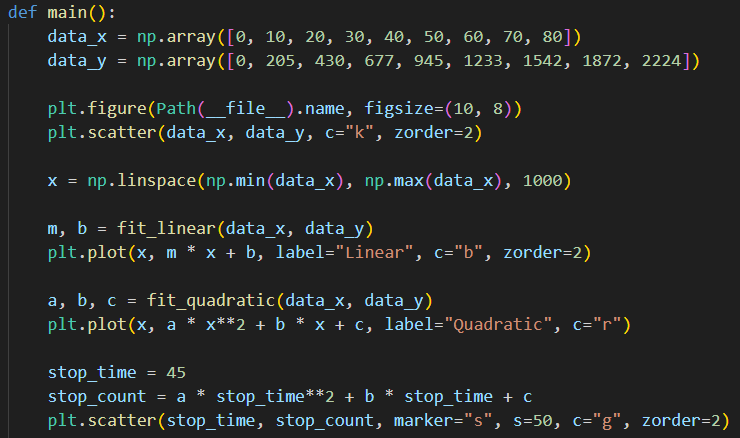 def main():
    data_x = np.array([0, 10, 20, 30, 40, 50, 60, 70, 80])
    data_y = np.array([0, 205, 430, 677, 945, 1233, 1542, 1872, 2224])

    plt.figure(Path(__file__).name, figsize=(10, 8))
    plt.scatter(data_x, data_y, c="k", zorder=2)

    x = np.linspace(np.min(data_x), np.max(data_x), 1000)

    m, b = fit_linear(data_x, data_y)
    plt.plot(x, m * x + b, label="Linear", c="b", zorder=2)

    a, b, c = fit_quadratic(data_x, data_y)
    plt.plot(x, a * x**2 + b * x + c, label="Quadratic", c="r")

    stop_time = 45
    stop_count = a * stop_time**2 + b * stop_time + c
    plt.scatter(stop_time, stop_count, marker="s", s=50, c="g", zorder=2)